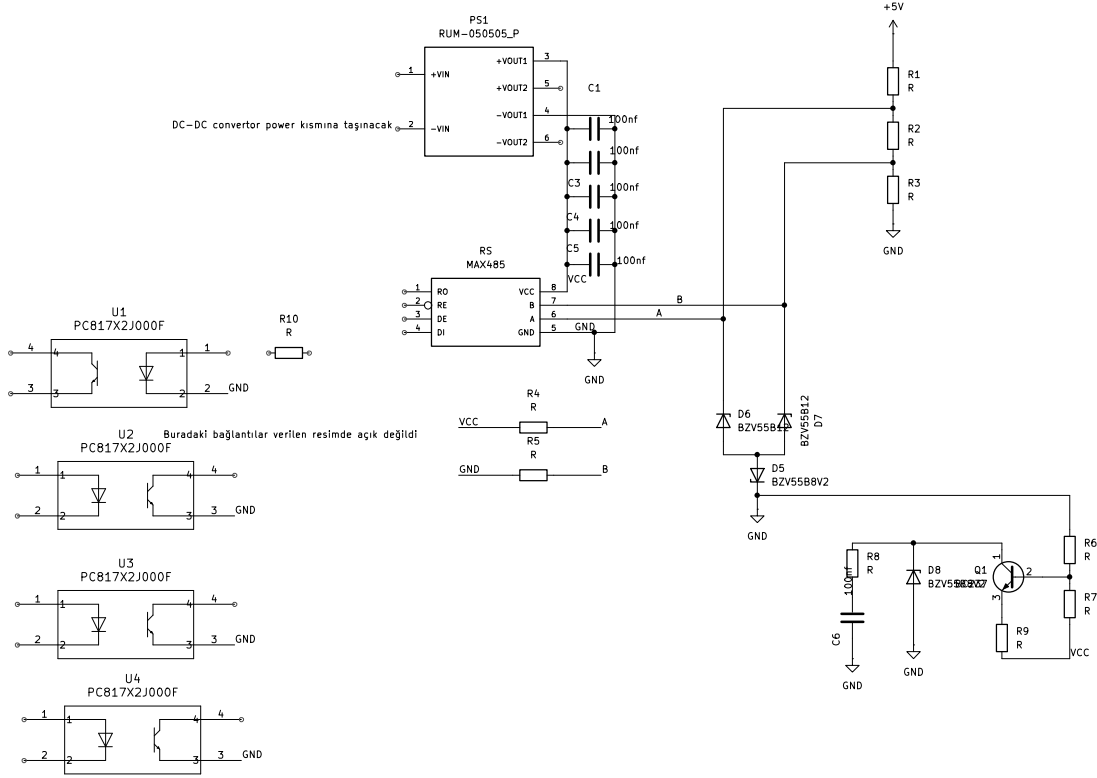 +5V
PS1
RUM-050505_P
+VOUT1 3
1 +VIN
+VOUT2 5
C1
-VOUT1 4
100nf
DC-DC convertor power kısmına taşınacak
2 -VIN
-VOUT2 6
100nf
C3
100nf
C4
100nf
C5
100nf
VCC
R1
R
R2
R
R3
R
GND
RS
MAX485
1 RO
VCC 8
2 RE
B 7
B
3 DE
A 6
A
4 DI
GND 5
GND
GND
U1
PC817X2J000F
4 4
1 1
3 3
2 2
GND
R10
R
R4
R
VCC
A
R5
R
GND
B
U2
Buradaki bağlantılar verilen resimde açık değildi
PC817X2J000F
1 1
4 4
2 2
3 3
GND
D6
BZV55B12
BZV55B12
D7
D5
BZV55B8V2
GND
U3
PC817X2J000F
1 1
4 4
2 2
3 3
GND
R8
R
100nf
C6
GND
D8
GND
Q1
1
2
3
R6
R
R7
R
R9
R
VCC
U4
PC817X2J000F
1 1
4 4
2 2
3 3
GND